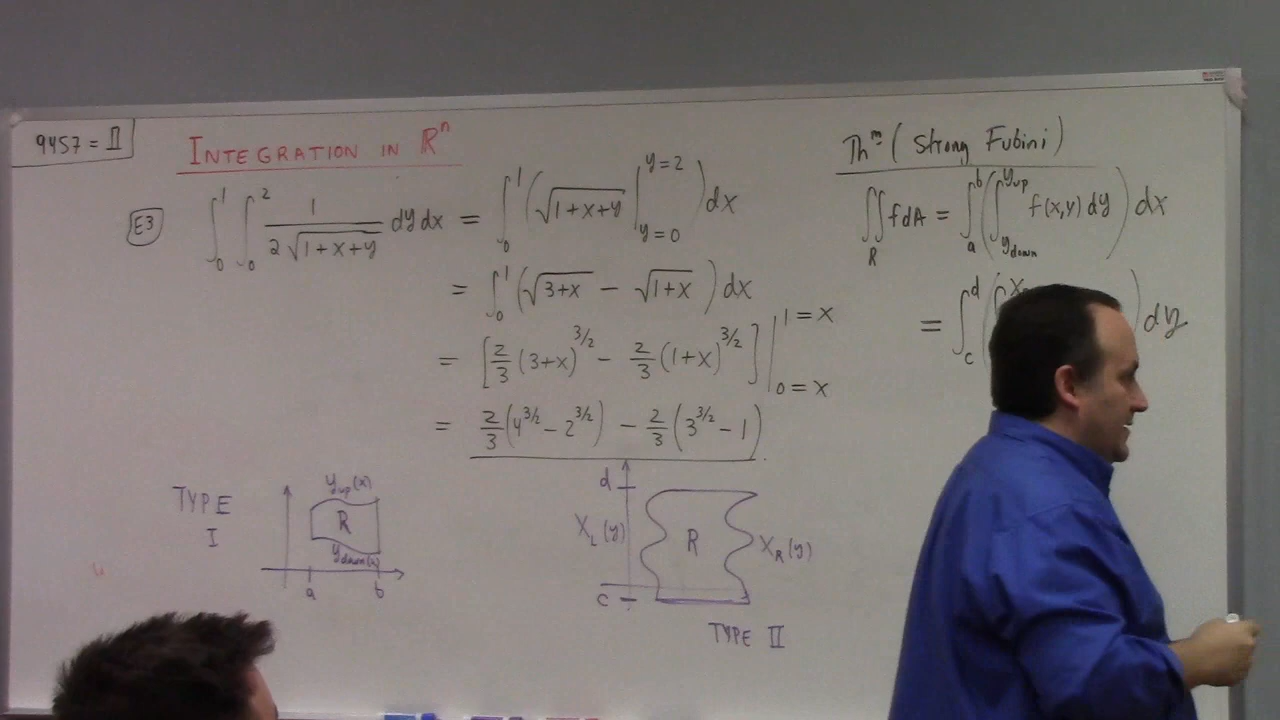 9457 = II
INTEGRATION IN ℝⁿ
E3 ∫₀¹ ∫₀² 1/(2√(1+x+y)) dy dx = ∫₀¹ (√(1+x+y) |_{y=0}^{y=2}) dx
= ∫₀¹ (√(3+x) − √(1+x)) dx
= [2/3 (3+x)^{3/2} − 2/3 (1+x)^{3/2}] |_{0=x}^{1=x}
= 2/3 (4^{3/2} − 2^{3/2}) − 2/3 (3^{3/2} − 1)
Thᵐ (Strong Fubini)
∬_R f dA = ∫_a^b (∫_{y_down}^{y_up} f(x,y) dy) dx
= ∫_c^d (∫^X ) dy
TYPE
I
y_up(x)
R
y_down(x)
a b
d
X_L(y) R X_R(y)
c
TYPE II